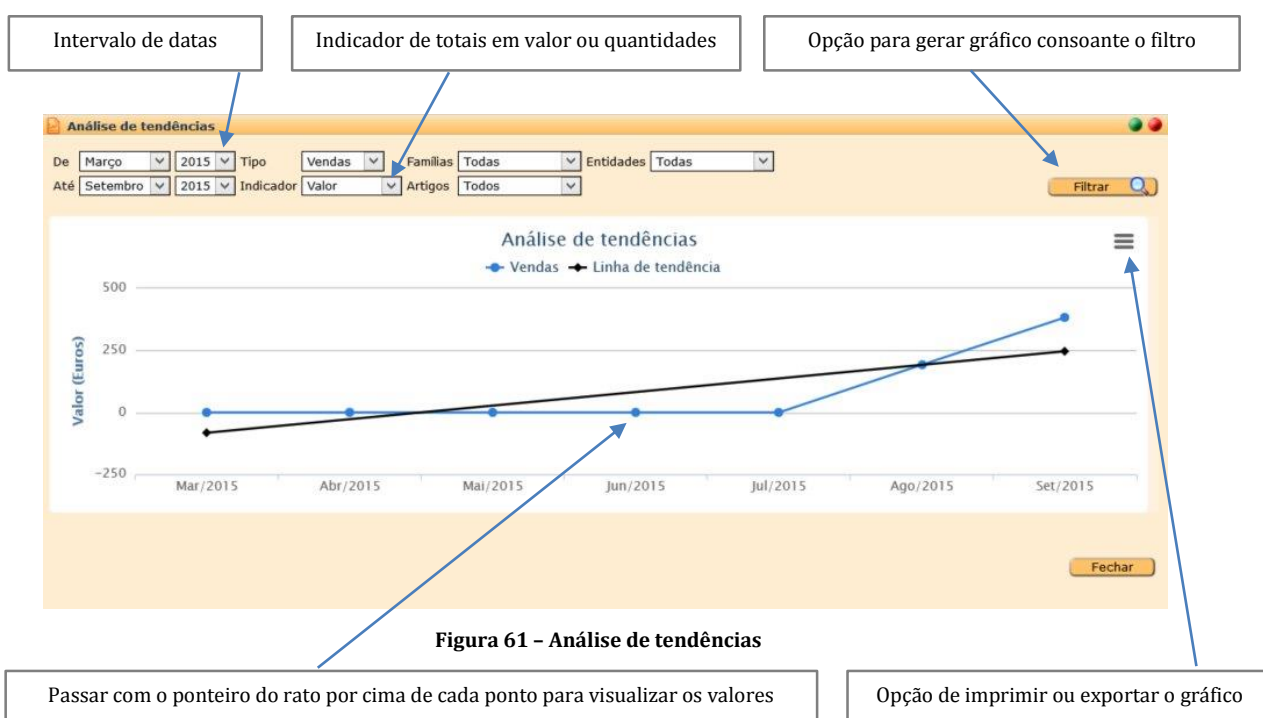 Intervalo de datas
Indicador de totais em valor ou quantidades
Opção para gerar gráfico consoante o filtro
Análise de tendências
De Março 2015 Tipo Vendas Famílias Todas Entidades Todas
Até Setembro 2015 Indicador Valor Artigos Todos
Filtrar
Análise de tendências
Vendas Linha de tendência
500
250
0
-250
Valor (Euros)
Mar/2015 Abr/2015 Mai/2015 Jun/2015 Jul/2015 Ago/2015 Set/2015
Fechar
Figura 61 – Análise de tendências
Passar com o ponteiro do rato por cima de cada ponto para visualizar os valores
Opção de imprimir ou exportar o gráfico